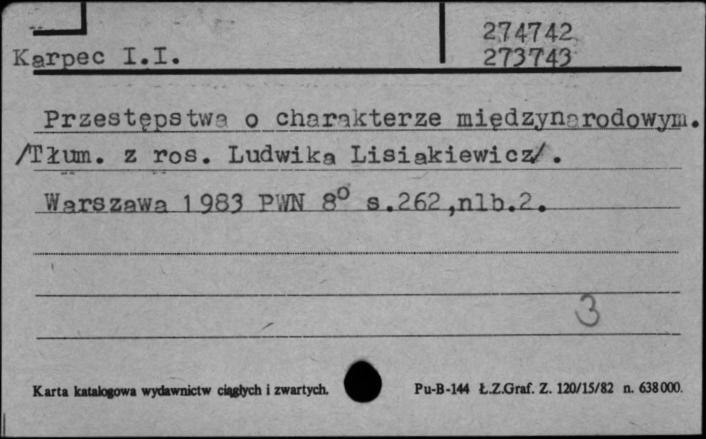 274742
Karpec I.I. 273743
Przestępstwa o charakterze międzynarodowym.
/Tłum. z ros. Ludwika Lisiakiewicz/.
Warszawa 1983 PWN 8° s.262,nlb.2.
3
Karta katalogowa wydawnictw ciągłych i zwartych. Pu-B-144 Ł.Z.Graf. Z. 120/15/82 n. 638000.